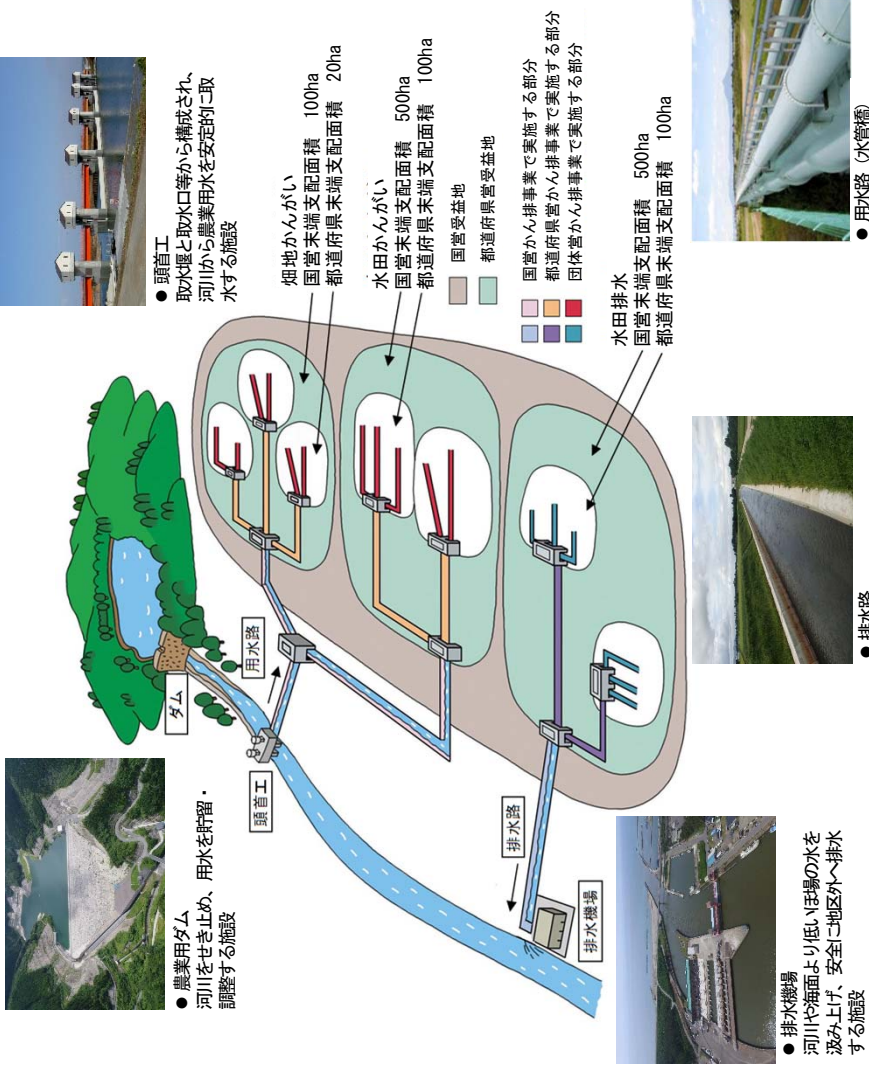 ● 農業用ダム
河川をせき止め、用水を貯留・
調整する施設
● 頭首工
取水堰と取水口等から構成され、
河川から農業用水を安定的に取
水する施設
ダム
頭首工
用水路
畑地かんがい
国営末端支配面積 100ha
都道府県末端支配面積 20ha
水田かんがい
国営末端支配面積 500ha
都道府県末端支配面積 100ha
国営受益地
都道府県営受益地
国営かん排事業で実施する部分
都道府県営かん排事業で実施する部分
団体営かん排事業で実施する部分
水田排水
国営末端支配面積 500ha
都道府県末端支配面積 100ha
排水路
排水機場
● 排水機場
河川や海面より低いほ場の水を
汲み上げ、安全に地区外へ排水
する施設
● 排水路
● 用水路（水管橋）